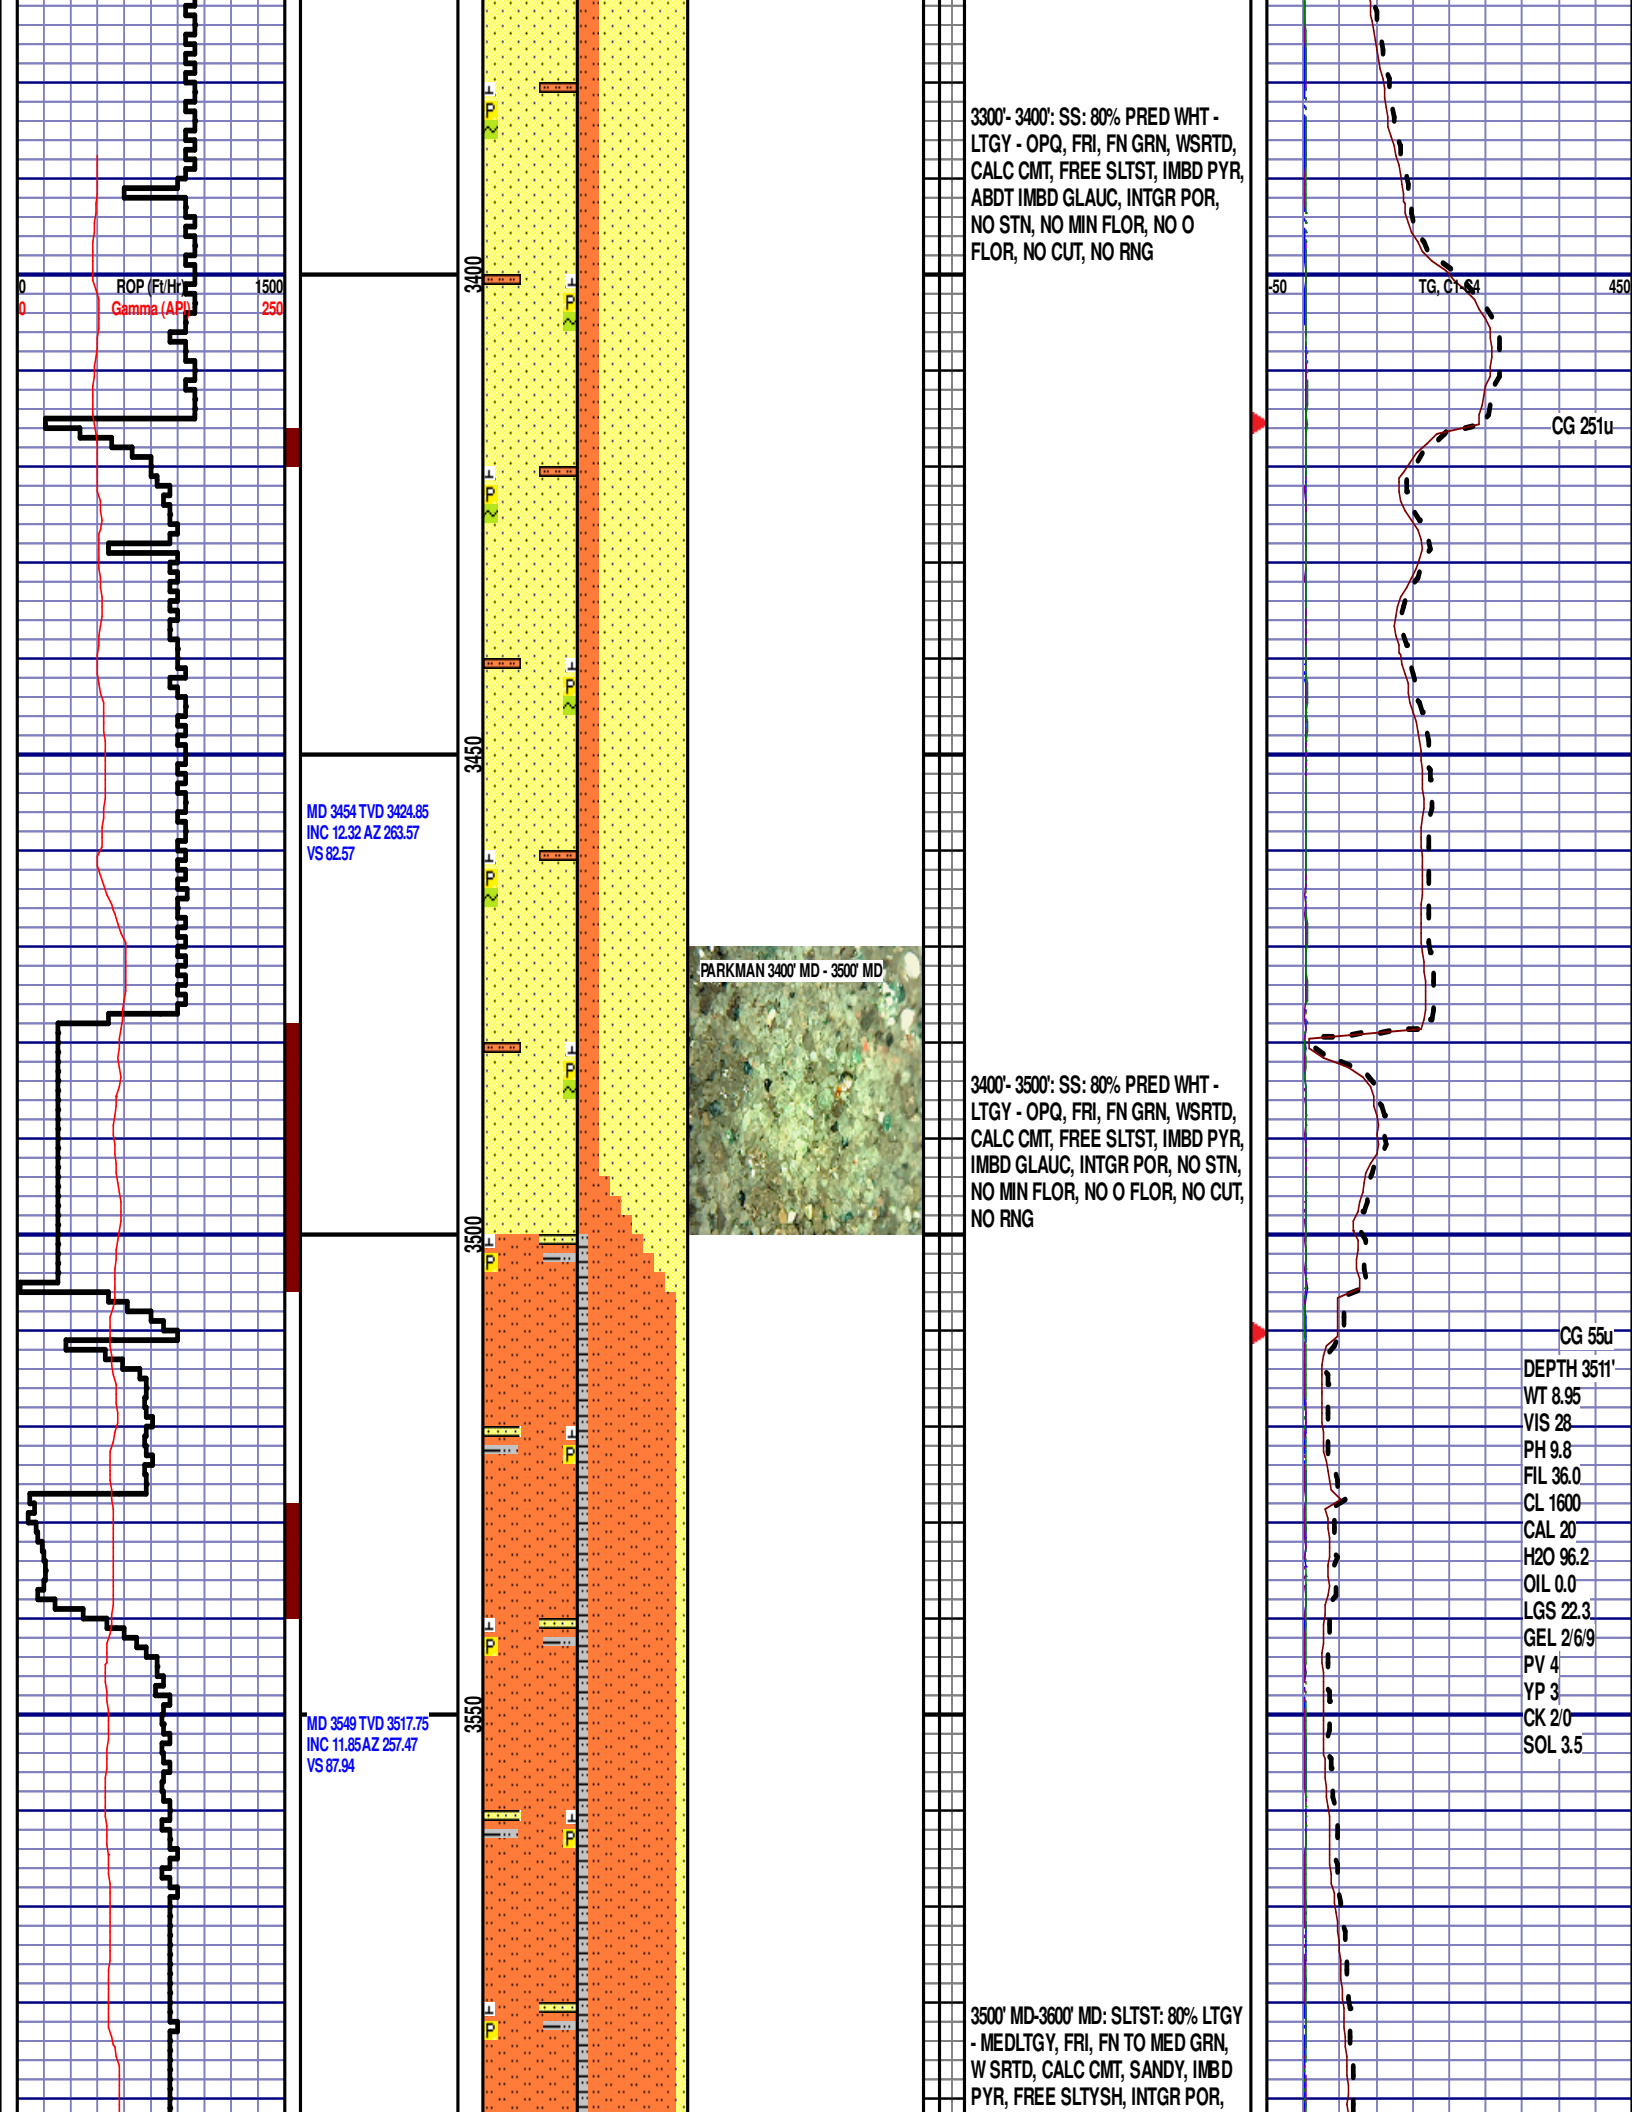 3300'- 3400': SS: 80% PRED WHT -
LTGY - OPQ, FRI, FN GRN, WSRTD,
CALC CMT, FREE SLTST, IMBD PYR,
ABDT IMBD GLAUC, INTGR POR,
NO STN, NO MIN FLOR, NO O
FLOR, NO CUT, NO RNG
0 ROP (Ft/Hr) 1500
0 Gamma (API) 250
3400
-50 TG, C1-C4 450
CG 251u
3450
MD 3454 TVD 3424.85
INC 12.32 AZ 263.57
VS 82.57
PARKMAN 3400' MD - 3500' MD
3400'- 3500': SS: 80% PRED WHT -
LTGY - OPQ, FRI, FN GRN, WSRTD,
CALC CMT, FREE SLTST, IMBD PYR,
IMBD GLAUC, INTGR POR, NO STN,
NO MIN FLOR, NO O FLOR, NO CUT,
NO RNG
3500
CG 55u
DEPTH 3511'
WT 8.95
VIS 28
PH 9.8
FIL 36.0
CL 1600
CAL 20
H2O 96.2
OIL 0.0
LGS 22.3
GEL 2/6/9
PV 4
YP 3
CK 2/0
SOL 3.5
3550
MD 3549 TVD 3517.75
INC 11.85 AZ 257.47
VS 87.94
3500' MD-3600' MD: SLTST: 80% LTGY
- MEDLTGY, FRI, FN TO MED GRN,
W SRTD, CALC CMT, SANDY, IMBD
PYR, FREE SLTYSH, INTGR POR,
P
P
P
P
P
P
P
P
P
P
P